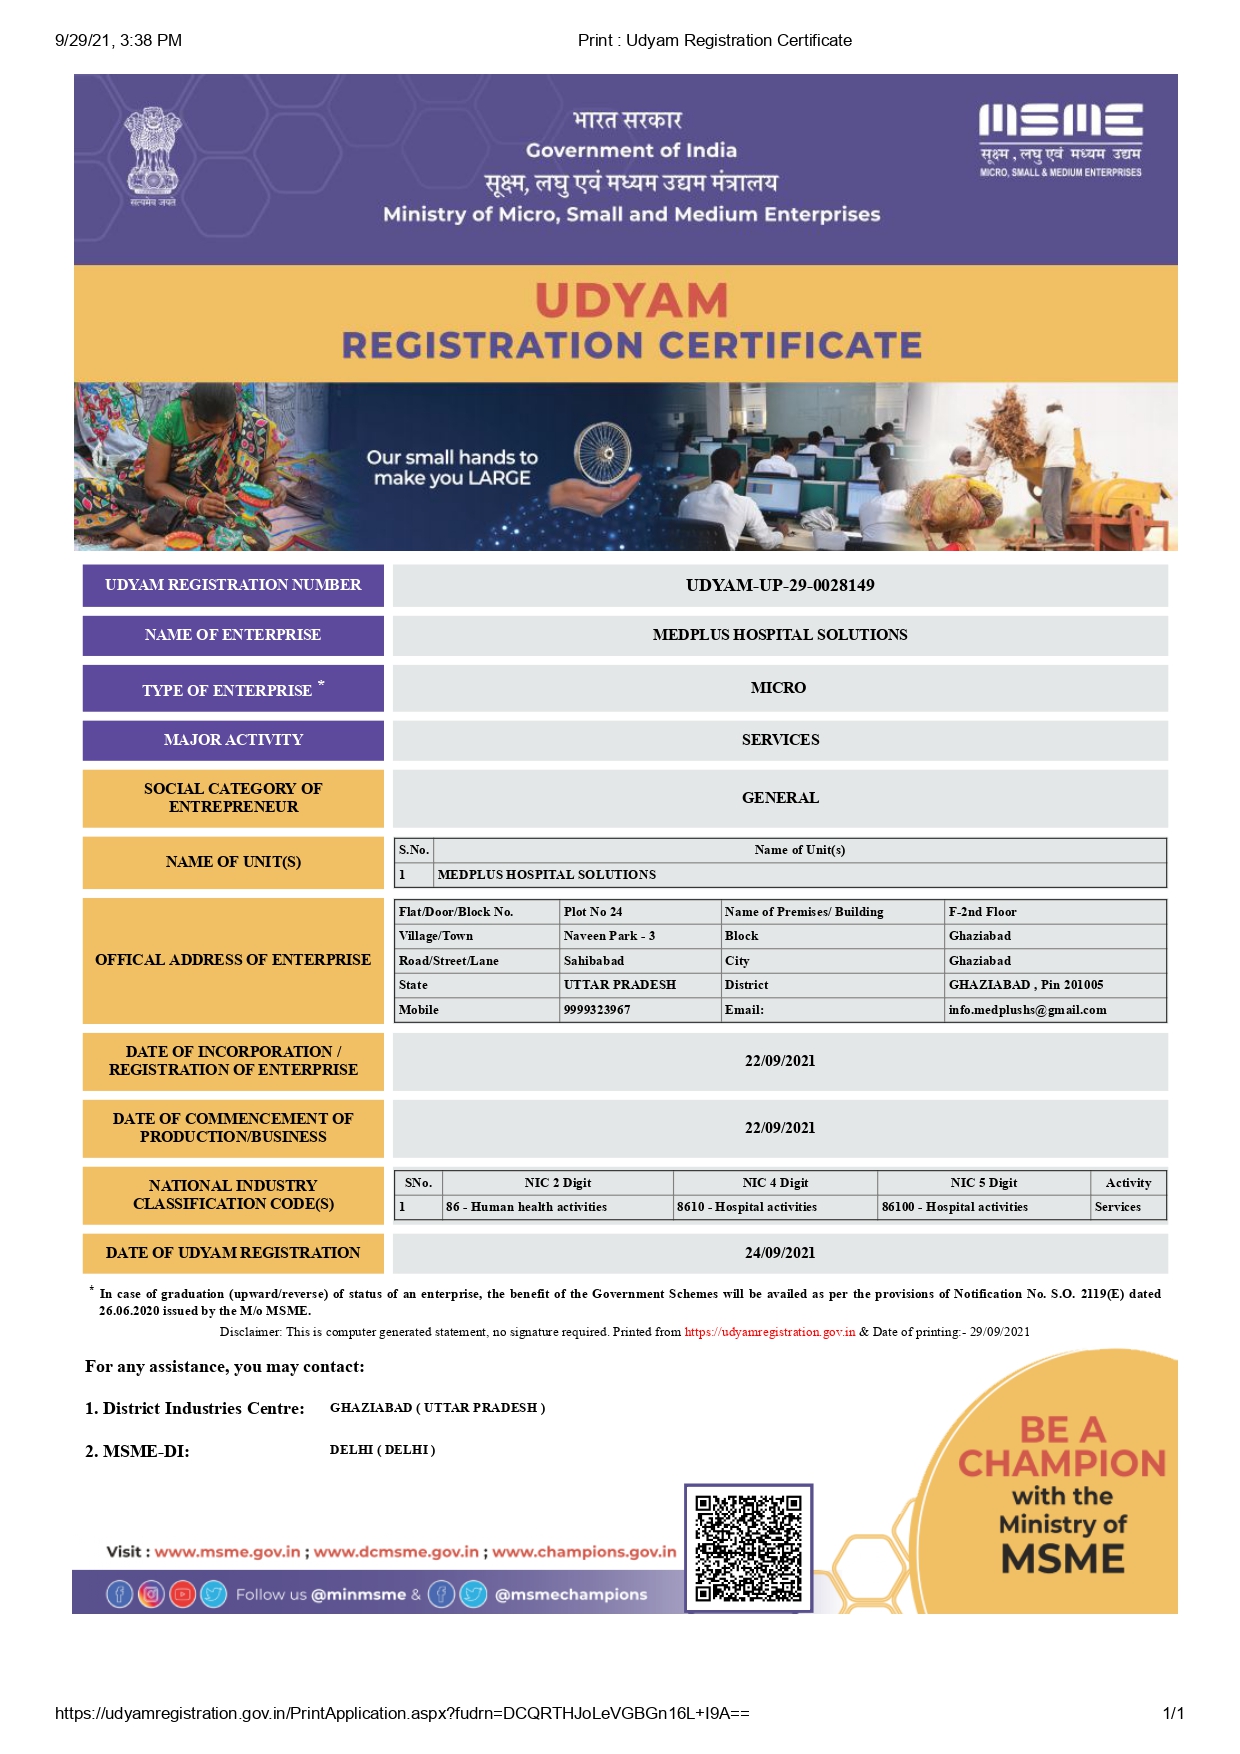 9/29/21, 3:38 PM
Print : Udyam Registration Certificate
सत्यमेव जयते
भारत सरकार
Government of India
सूक्ष्म, लघु एवं मध्यम उद्यम मंत्रालय
Ministry of Micro, Small and Medium Enterprises
MSME
सूक्ष्म , लघु एवं मध्यम उद्यम
MICRO, SMALL & MEDIUM ENTERPRISES
UDYAM
REGISTRATION CERTIFICATE
Our small hands to
make you LARGE
UDYAM REGISTRATION NUMBER
UDYAM-UP-29-0028149
NAME OF ENTERPRISE
MEDPLUS HOSPITAL SOLUTIONS
TYPE OF ENTERPRISE *
MICRO
MAJOR ACTIVITY
SERVICES
SOCIAL CATEGORY OF
ENTREPRENEUR
GENERAL
NAME OF UNIT(S)
S.No. Name of Unit(s)
1 MEDPLUS HOSPITAL SOLUTIONS
OFFICAL ADDRESS OF ENTERPRISE
Flat/Door/Block No. Plot No 24 Name of Premises/ Building F-2nd Floor
Village/Town Naveen Park - 3 Block Ghaziabad
Road/Street/Lane Sahibabad City Ghaziabad
State UTTAR PRADESH District GHAZIABAD , Pin 201005
Mobile 9999323967 Email: info.medplushs@gmail.com
DATE OF INCORPORATION /
REGISTRATION OF ENTERPRISE
22/09/2021
DATE OF COMMENCEMENT OF
PRODUCTION/BUSINESS
22/09/2021
NATIONAL INDUSTRY
CLASSIFICATION CODE(S)
SNo. NIC 2 Digit NIC 4 Digit NIC 5 Digit Activity
1 86 - Human health activities 8610 - Hospital activities 86100 - Hospital activities Services
DATE OF UDYAM REGISTRATION
24/09/2021
* In case of graduation (upward/reverse) of status of an enterprise, the benefit of the Government Schemes will be availed as per the provisions of Notification No. S.O. 2119(E) dated
26.06.2020 issued by the M/o MSME.
Disclaimer: This is computer generated statement, no signature required. Printed from https://udyamregistration.gov.in & Date of printing:- 29/09/2021
For any assistance, you may contact:
1. District Industries Centre: GHAZIABAD ( UTTAR PRADESH )
2. MSME-DI: DELHI ( DELHI )
BE A
CHAMPION
with the
Ministry of
MSME
Visit : www.msme.gov.in ; www.dcmsme.gov.in ; www.champions.gov.in
Follow us @minmsme & @msmechampions
https://udyamregistration.gov.in/PrintApplication.aspx?fudrn=DCQRTHJoLeVGBGn16L+I9A==
1/1